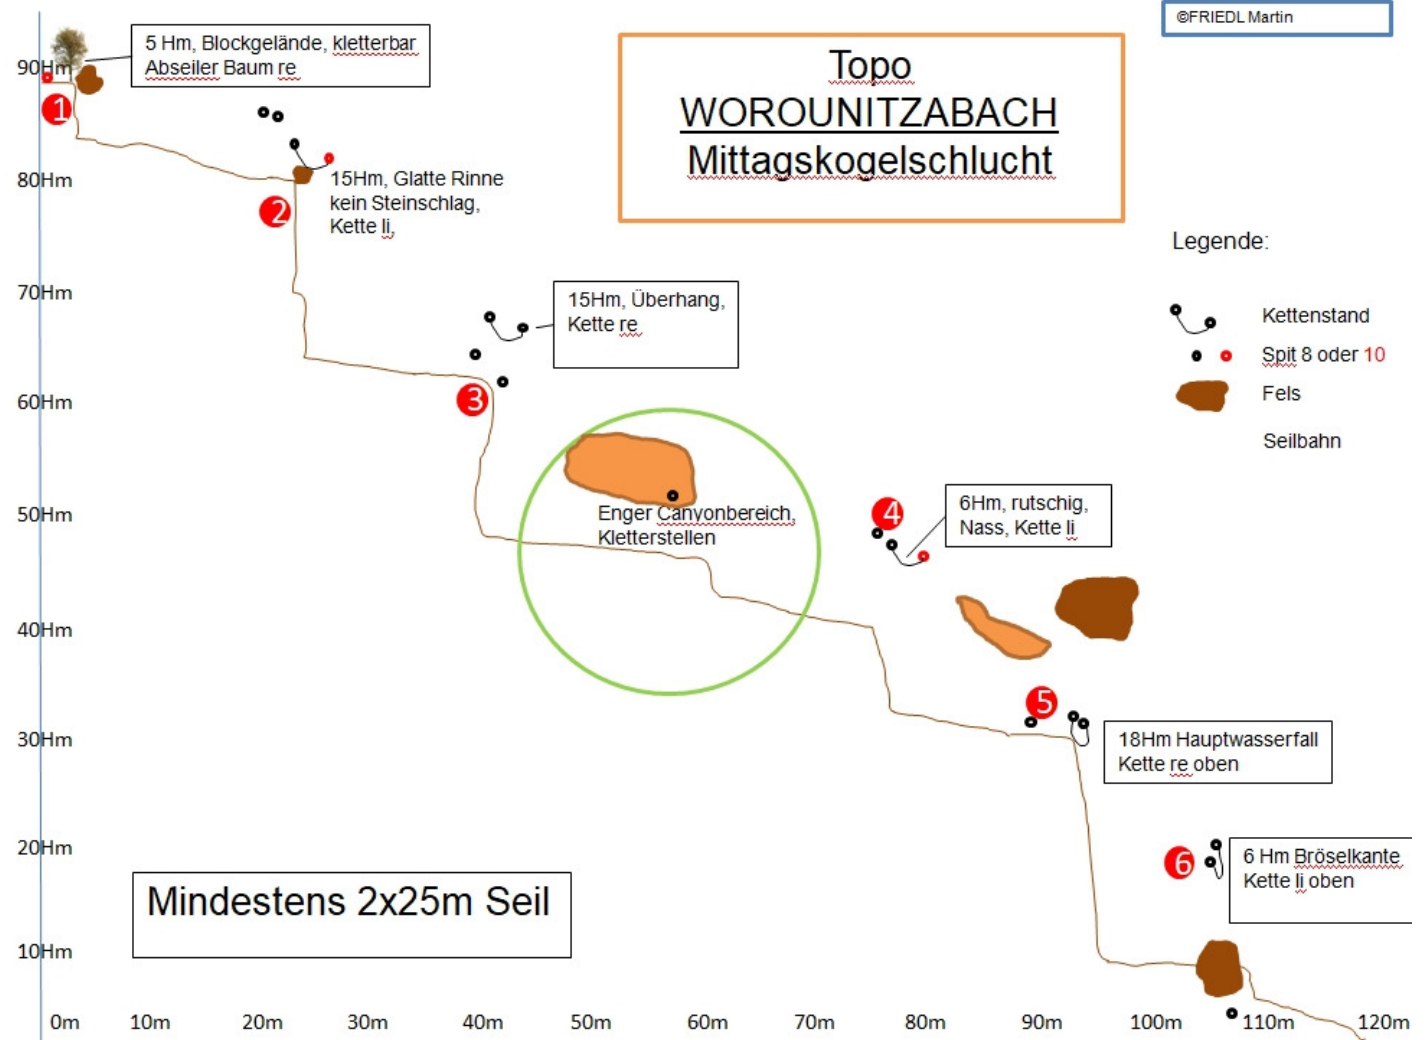 ©FRIEDL Martin
5 Hm, Blockgelände, kletterbar
Abseiler Baum re
Topo
WOROUNITZABACH
Mittagskogelschlucht
90Hm
1
80Hm
15Hm, Glatte Rinne
kein Steinschlag,
Kette li,
2
Legende:
Kettenstand
Spit 8 oder 10
Fels
Seilbahn
70Hm
15Hm, Überhang,
Kette re
60Hm
3
50Hm
Enger Canyonbereich,
Kletterstellen
4
6Hm, rutschig,
Nass, Kette li
40Hm
5
30Hm
18Hm Hauptwasserfall
Kette re oben
20Hm
6
6 Hm Bröselkante
Kette li oben
Mindestens 2x25m Seil
10Hm
0m 10m 20m 30m 40m 50m 60m 70m 80m 90m 100m 110m 120m